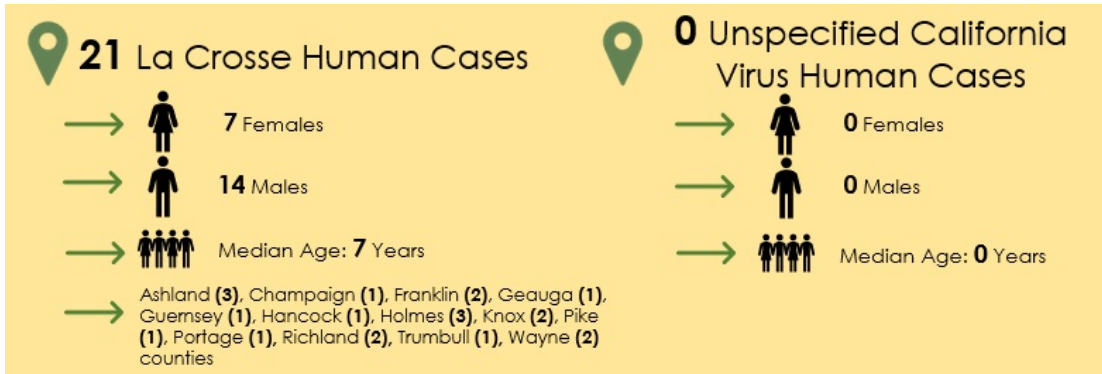 21 La Crosse Human Cases
7 Females
14 Males
Median Age: 7 Years
Ashland (3), Champaign (1), Franklin (2), Geauga (1),
Guernsey (1), Hancock (1), Holmes (3), Knox (2), Pike
(1), Portage (1), Richland (2), Trumbull (1), Wayne (2)
counties
0 Unspecified California
Virus Human Cases
0 Females
0 Males
Median Age: 0 Years